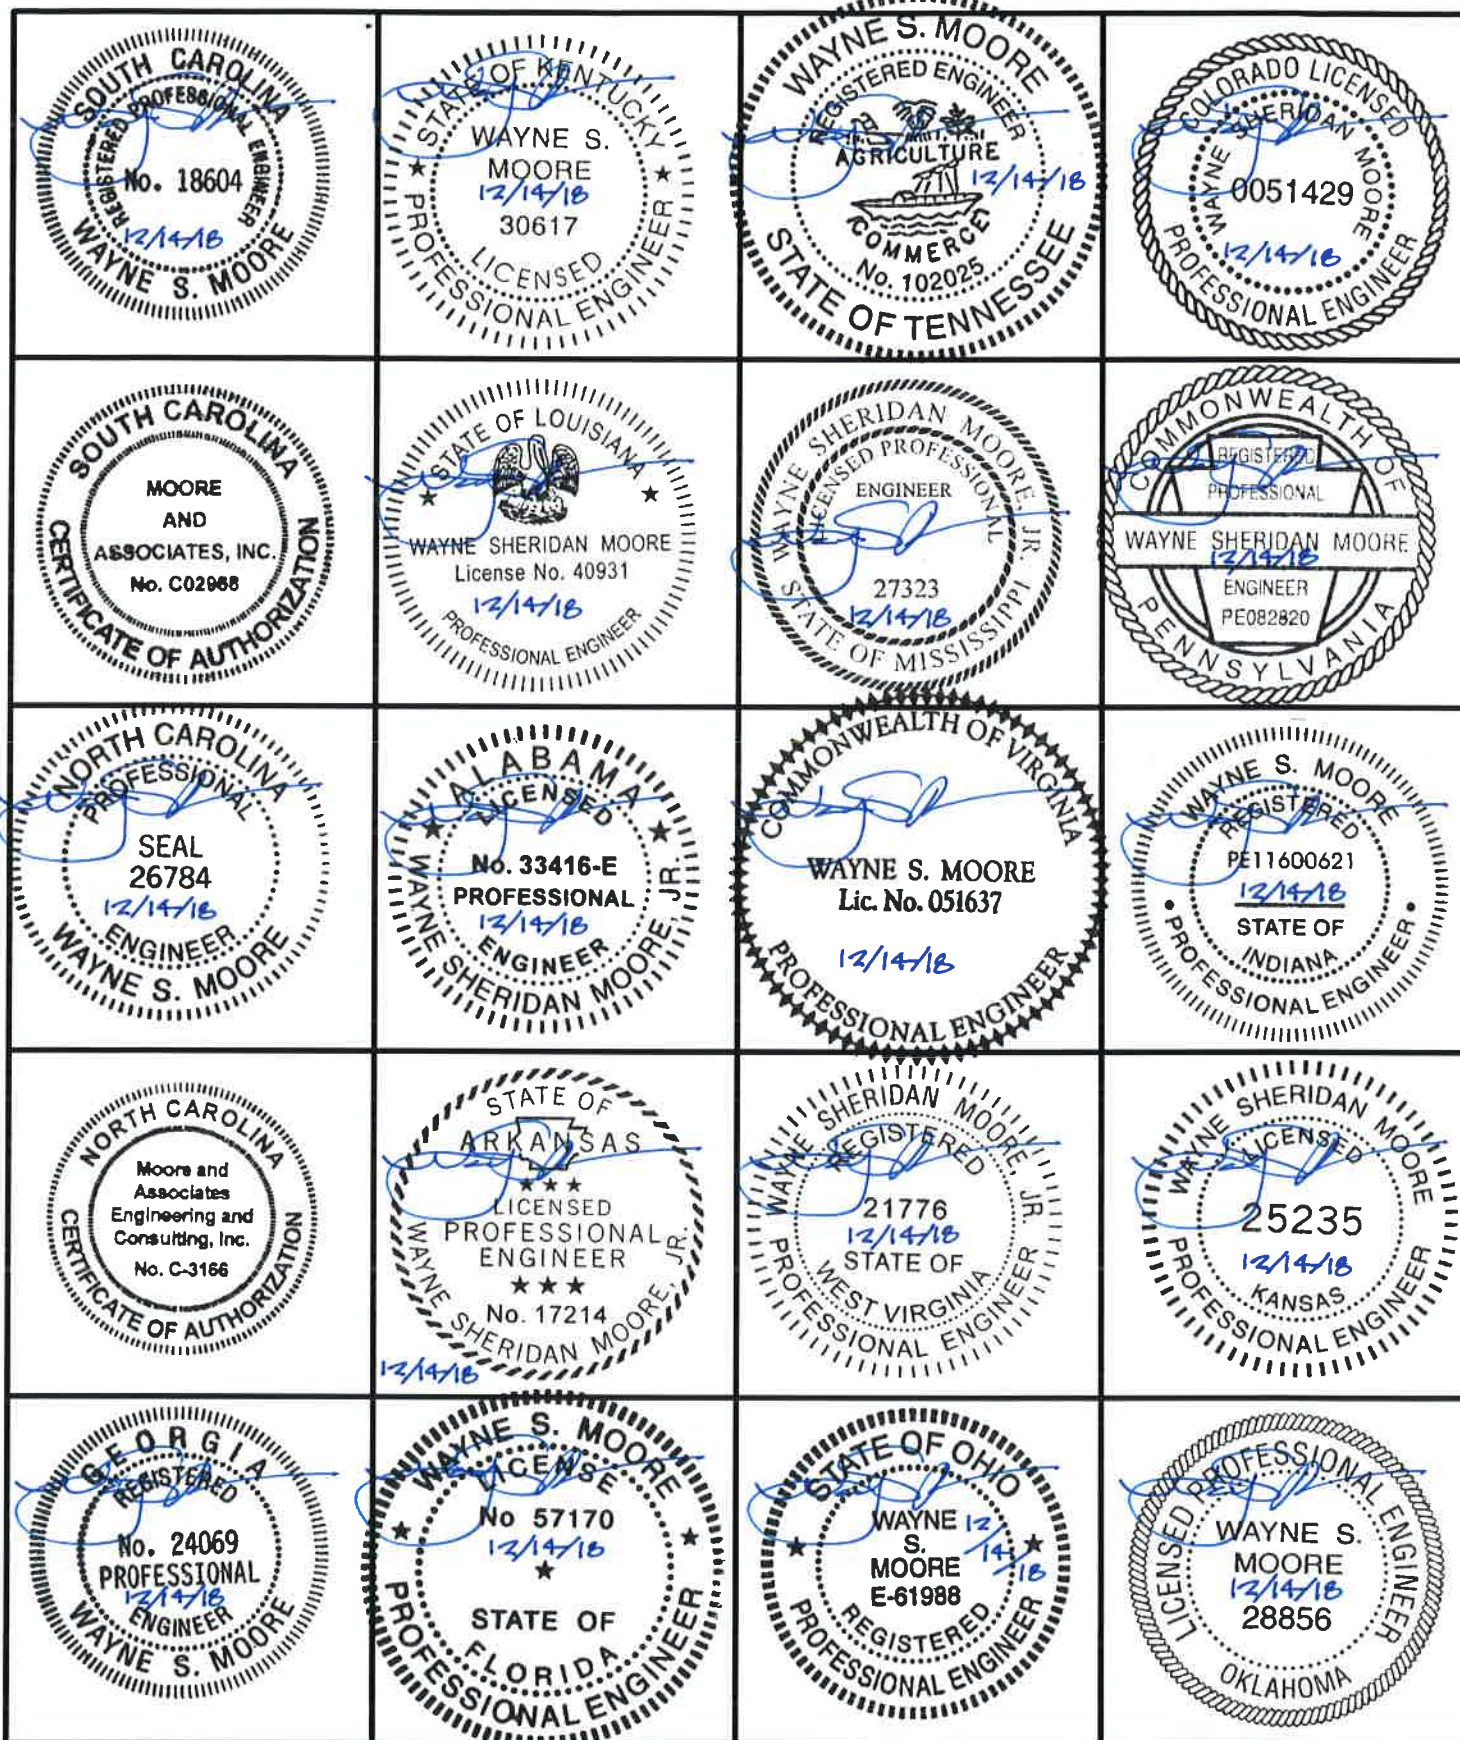 SOUTH CAROLINA
REGISTERED PROFESSIONAL ENGINEER
No. 18604
12/14/18
WAYNE S. MOORE
STATE OF KENTUCKY
WAYNE S.
MOORE
12/14/18
30617
LICENSED
PROFESSIONAL ENGINEER
WAYNE S. MOORE
REGISTERED ENGINEER
AGRICULTURE
12/14/18
COMMERCE
No. 102025
STATE OF TENNESSEE
COLORADO LICENSED
WAYNE SHERIDAN MOORE
0051429
12/14/18
PROFESSIONAL ENGINEER
SOUTH CAROLINA
MOORE
AND
ASSOCIATES, INC.
No. C02988
CERTIFICATE OF AUTHORIZATION
STATE OF LOUISIANA
WAYNE SHERIDAN MOORE
License No. 40931
12/14/18
PROFESSIONAL ENGINEER
WAYNE SHERIDAN MOORE, JR
LICENSED PROFESSIONAL
ENGINEER
27323
12/14/18
STATE OF MISSISSIPPI
COMMONWEALTH OF
REGISTERED
PROFESSIONAL
WAYNE SHERIDAN MOORE
12/14/18
ENGINEER
PE082820
PENNSYLVANIA
NORTH CAROLINA
PROFESSIONAL
SEAL
26784
12/14/18
ENGINEER
WAYNE S. MOORE
ALABAMA
LICENSED
No. 33416-E
PROFESSIONAL
12/14/18
ENGINEER
WAYNE SHERIDAN MOORE, JR.
COMMONWEALTH OF VIRGINIA
WAYNE S. MOORE
Lic. No. 051637
12/14/18
PROFESSIONAL ENGINEER
WAYNE S. MOORE
REGISTERED
PE11600621
12/14/18
STATE OF
INDIANA
PROFESSIONAL ENGINEER
NORTH CAROLINA
Moore and
Associates
Engineering and
Consulting, Inc.
No. C-3166
CERTIFICATE OF AUTHORIZATION
STATE OF
ARKANSAS
LICENSED
PROFESSIONAL
ENGINEER
No. 17214
WAYNE SHERIDAN MOORE, JR.
12/14/18
WAYNE SHERIDAN MOORE, JR.
REGISTERED
21776
12/14/18
STATE OF
WEST VIRGINIA
PROFESSIONAL ENGINEER
WAYNE SHERIDAN MOORE
LICENSED
25235
12/14/18
KANSAS
PROFESSIONAL ENGINEER
GEORGIA
REGISTERED
No. 24069
PROFESSIONAL
12/14/18
ENGINEER
WAYNE S. MOORE
WAYNE S. MOORE
LICENSE
No 57170
12/14/18
STATE OF
FLORIDA
PROFESSIONAL ENGINEER
STATE OF OHIO
WAYNE
S.
MOORE
E-61988
12/14/18
REGISTERED
PROFESSIONAL ENGINEER
LICENSED PROFESSIONAL ENGINEER
WAYNE S.
MOORE
12/14/18
28856
OKLAHOMA